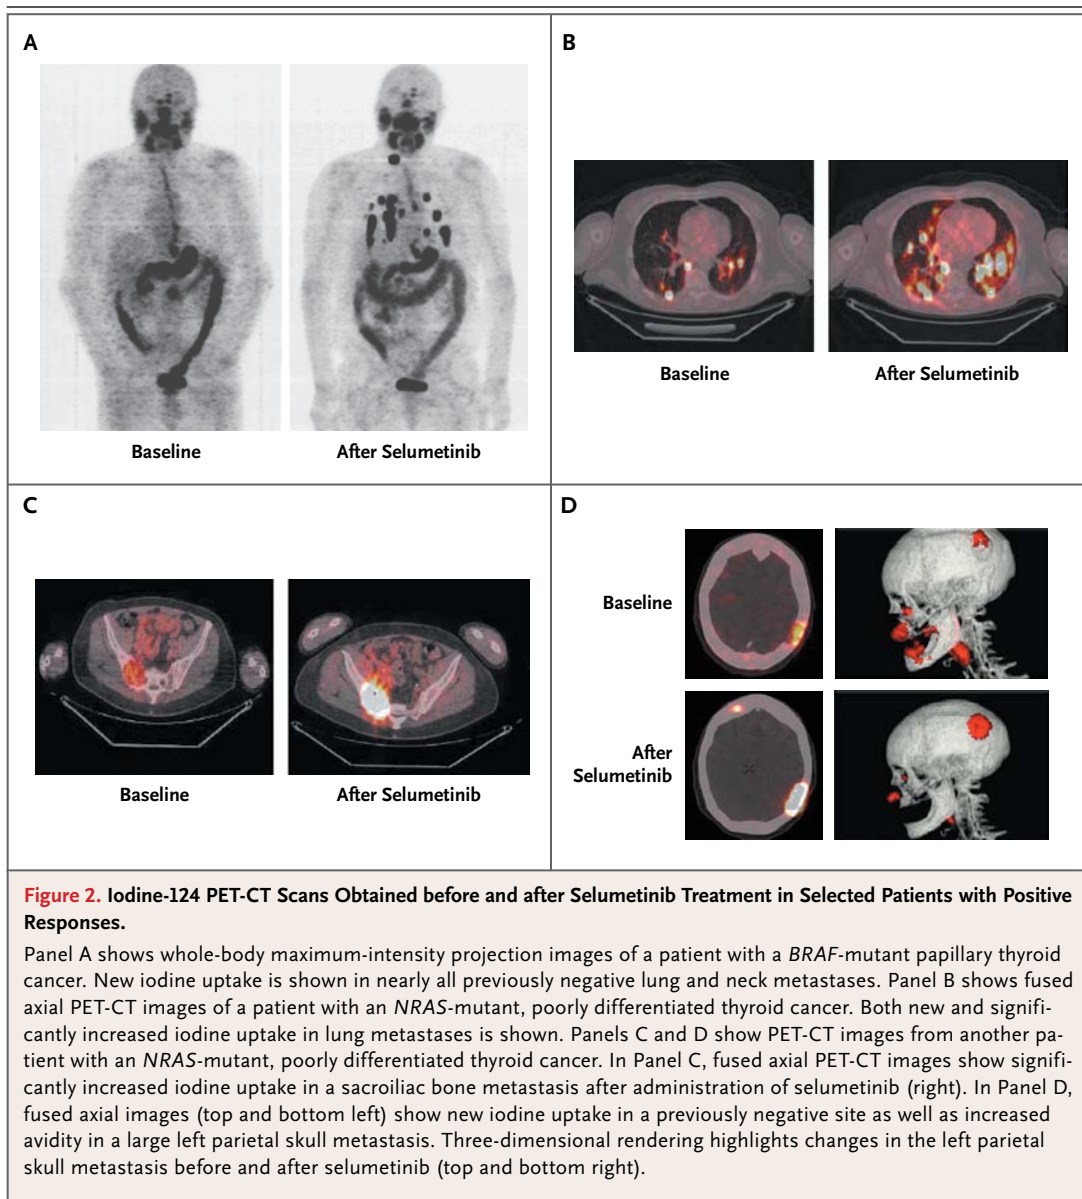 A
B
Baseline
After Selumetinib
Baseline
After Selumetinib
C
D
Baseline
After
Selumetinib
Baseline
After Selumetinib
Figure 2. Iodine-124 PET-CT Scans Obtained before and after Selumetinib Treatment in Selected Patients with Positive
Responses.
Panel A shows whole-body maximum-intensity projection images of a patient with a BRAF-mutant papillary thyroid
cancer. New iodine uptake is shown in nearly all previously negative lung and neck metastases. Panel B shows fused
axial PET-CT images of a patient with an NRAS-mutant, poorly differentiated thyroid cancer. Both new and signifi-
cantly increased iodine uptake in lung metastases is shown. Panels C and D show PET-CT images from another pa-
tient with an NRAS-mutant, poorly differentiated thyroid cancer. In Panel C, fused axial PET-CT images show signifi-
cantly increased iodine uptake in a sacroiliac bone metastasis after administration of selumetinib (right). In Panel D,
fused axial images (top and bottom left) show new iodine uptake in a previously negative site as well as increased
avidity in a large left parietal skull metastasis. Three-dimensional rendering highlights changes in the left parietal
skull metastasis before and after selumetinib (top and bottom right).